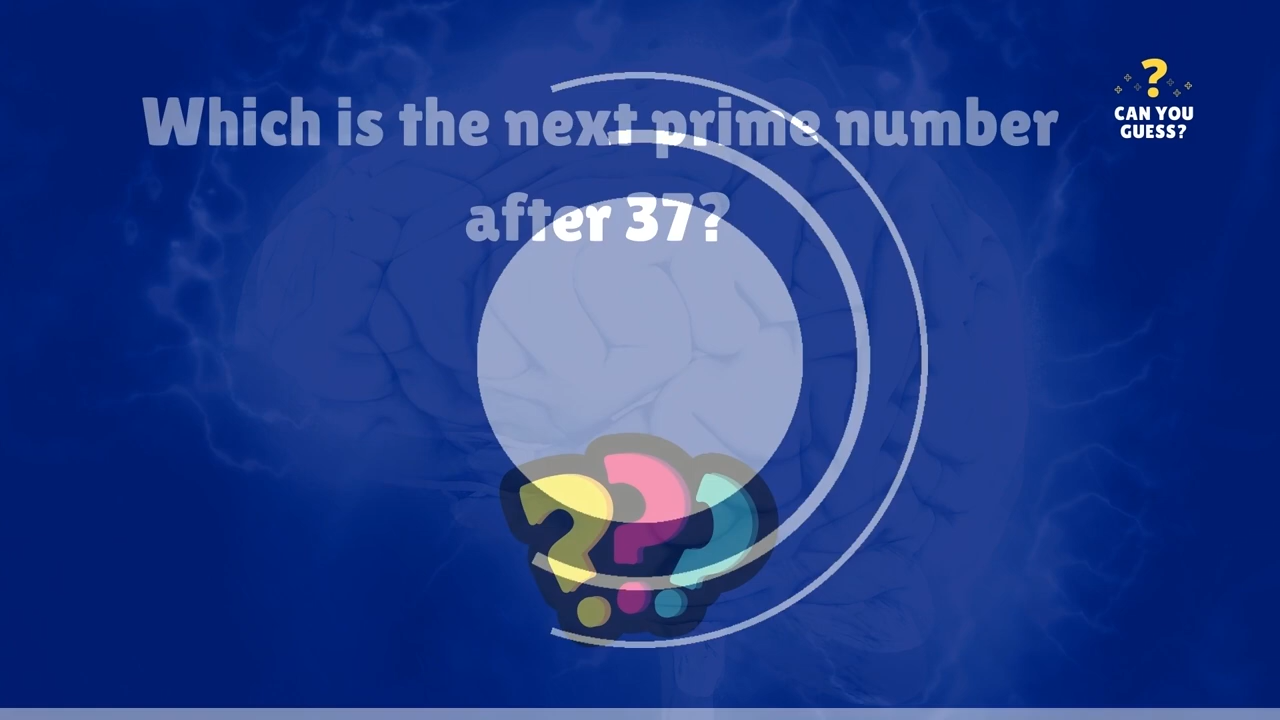 Which is the next prime number
after 37?
?
CAN YOU
GUESS?
? ? ?